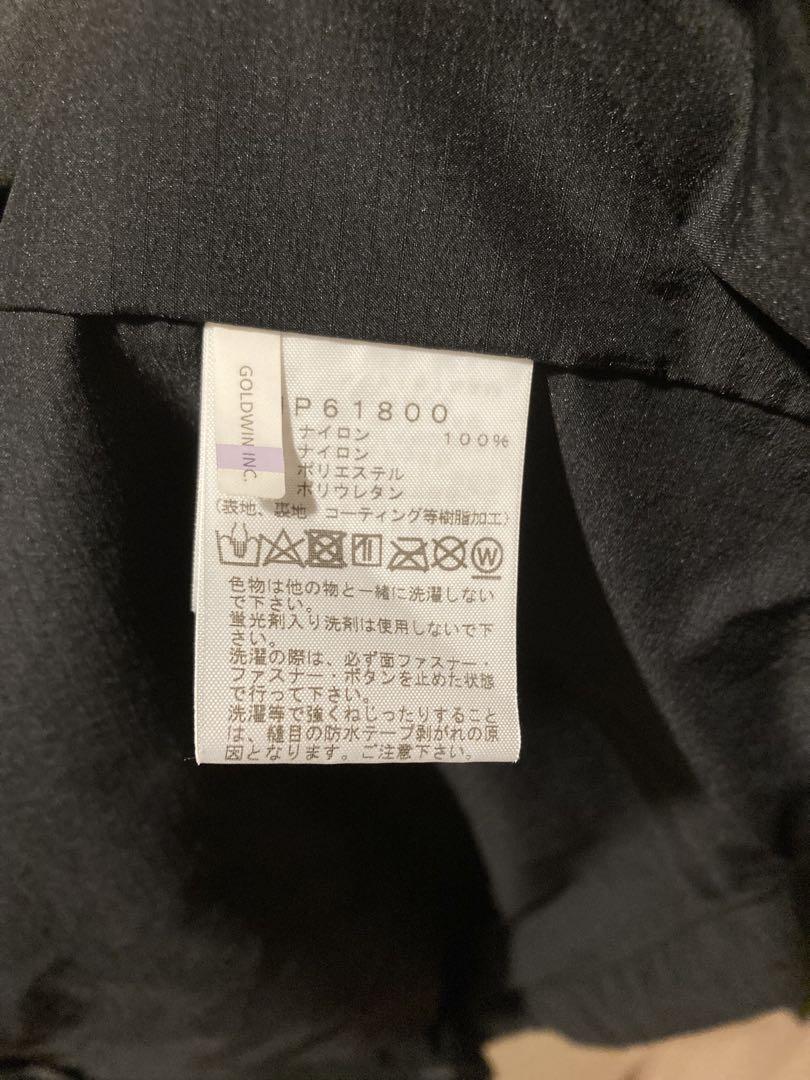 GOLDWIN INC.
P61800
ナイロン 100%
ナイロン
ポリエステル
ポリウレタン
(表地、裏地 コーティング等樹脂加工)
W
色物は他の物と一緒に洗濯しない
で下さい。
蛍光剤入り洗剤は使用しないで下
さい。
洗濯の際は、必ず面ファスナー・
ファスナー・ボタンを止めた状態
で行って下さい。
洗濯等で強くねじったりすること
は、縫目の防水テープ剥がれの原
因となります。ご注意下さい。